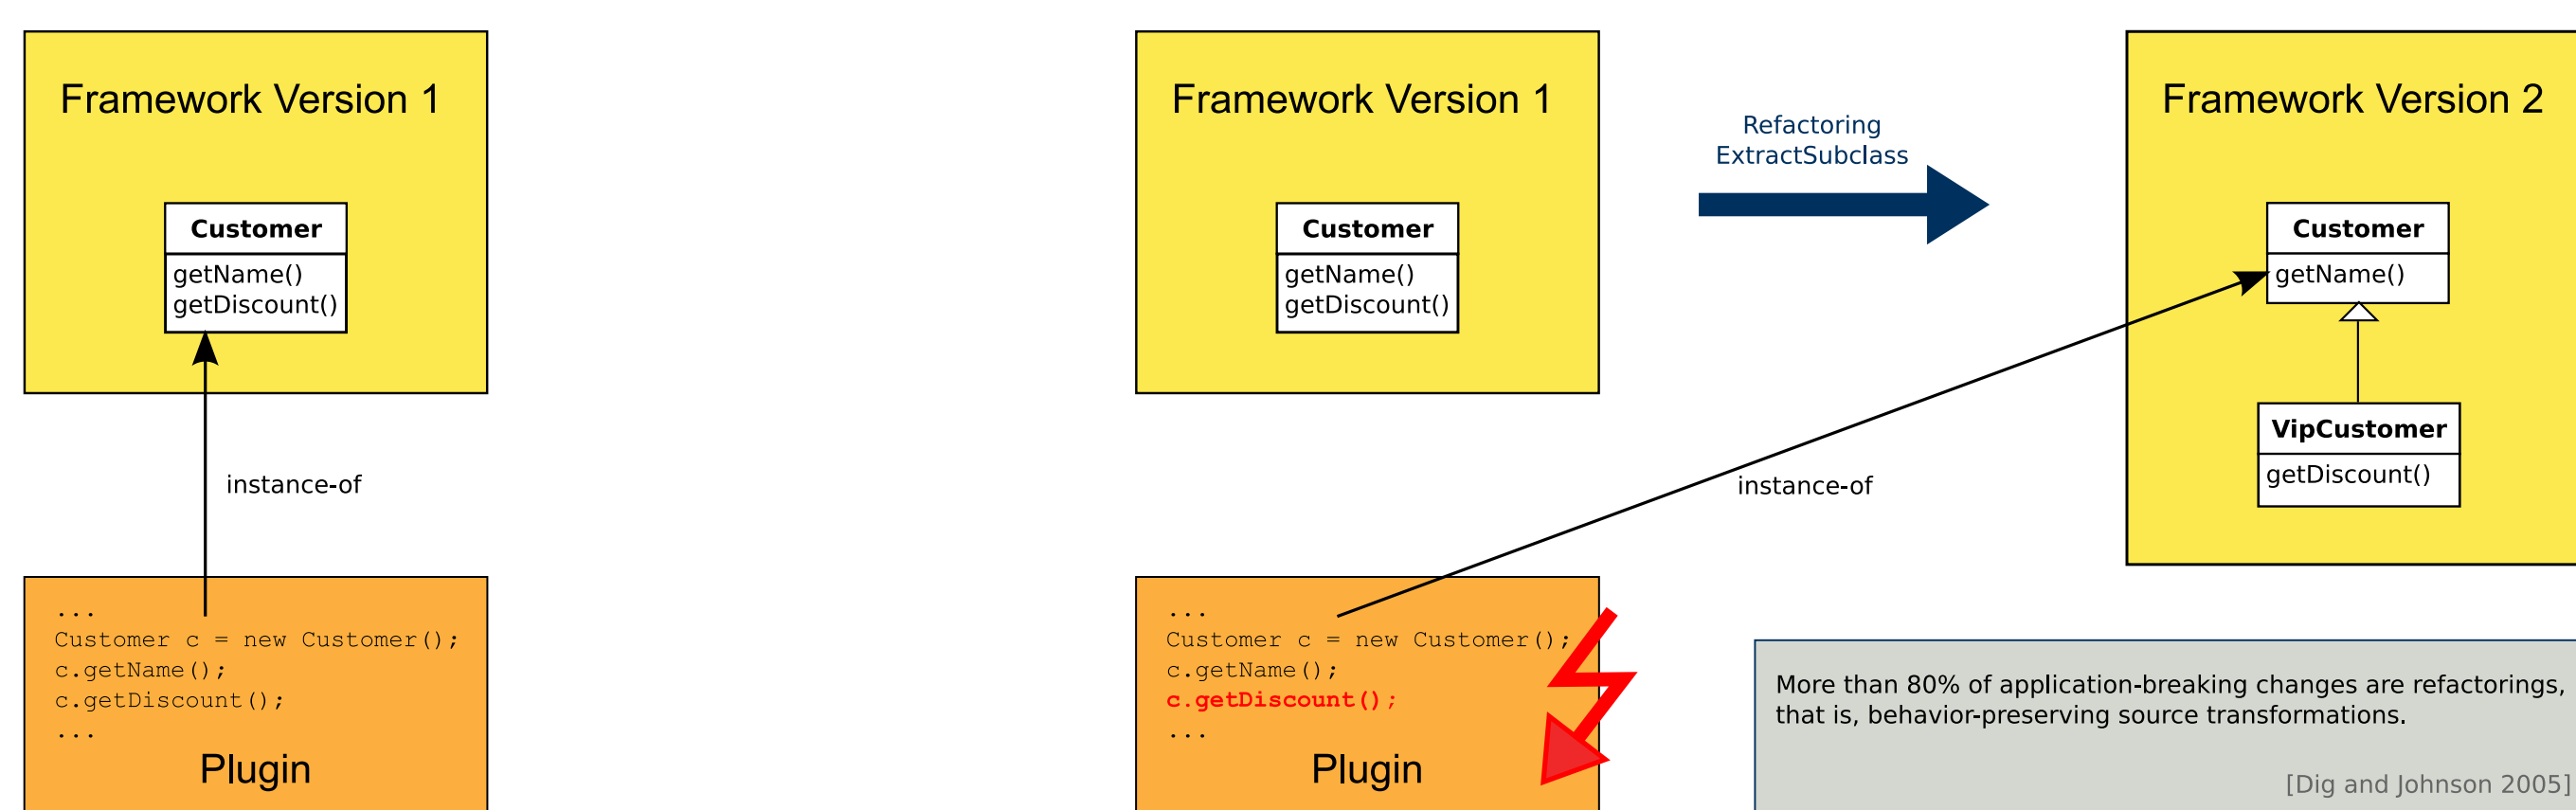 Framework Version 1
Customer
getName()
getDiscount()
instance-of
...
Customer c = new Customer();
c.getName();
c.getDiscount();
...
Plugin
Framework Version 1
Customer
getName()
getDiscount()
Refactoring
ExtractSubclass
Framework Version 2
Customer
getName()
VipCustomer
getDiscount()
instance-of
...
Customer c = new Customer();
c.getName();
c.getDiscount();
...
Plugin
More than 80% of application-breaking changes are refactorings,
that is, behavior-preserving source transformations.
[Dig and Johnson 2005]